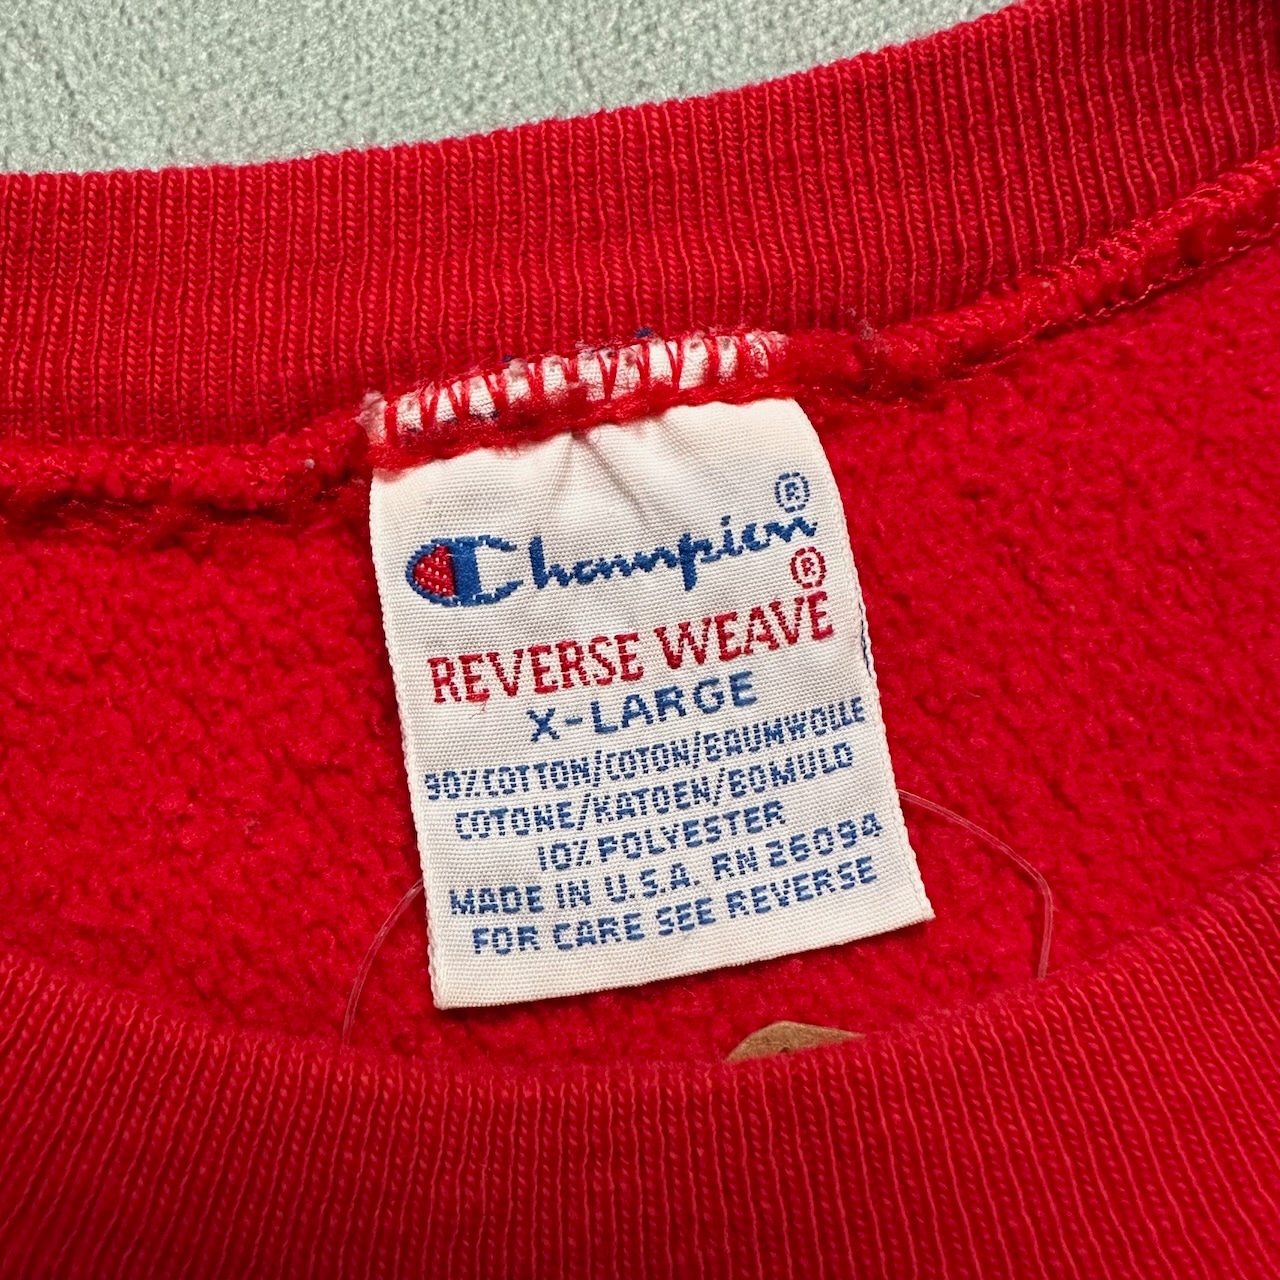 Champion®
REVERSE WEAVE®
X-LARGE
90% COTTON/COTON/BAUMWOLLE
COTONE/KATOEN/BOMULD
10% POLYESTER
MADE IN U.S.A. RN 26094
FOR CARE SEE REVERSE